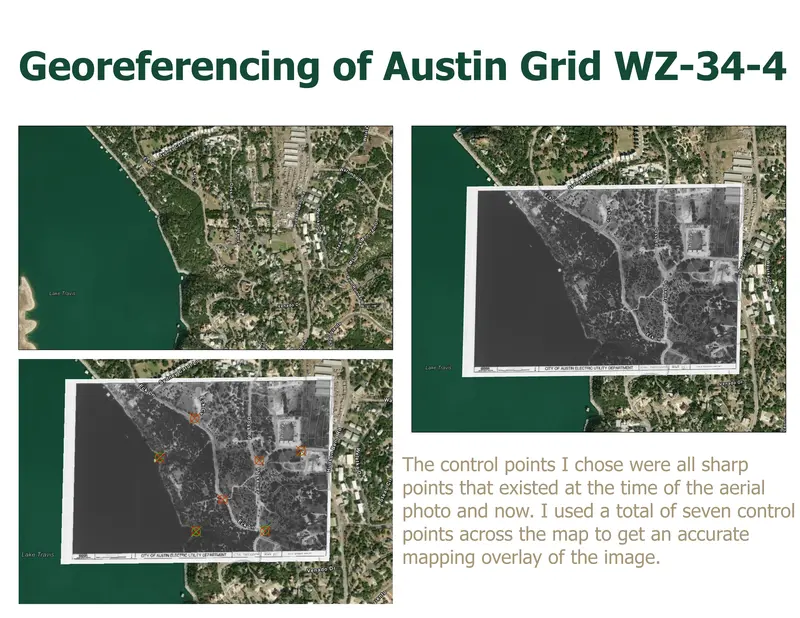 Georeferencing of Austin Grid WZ-34-4
Lake Travis
Lake Travis
CITY OF AUSTIN ELECTRIC UTILITY DEPARTMENT
Lake Travis
CITY OF AUSTIN ELECTRIC UTILITY DEPARTMENT
The control points I chose were all sharp
points that existed at the time of the aerial
photo and now. I used a total of seven control
points across the map to get an accurate
mapping overlay of the image.